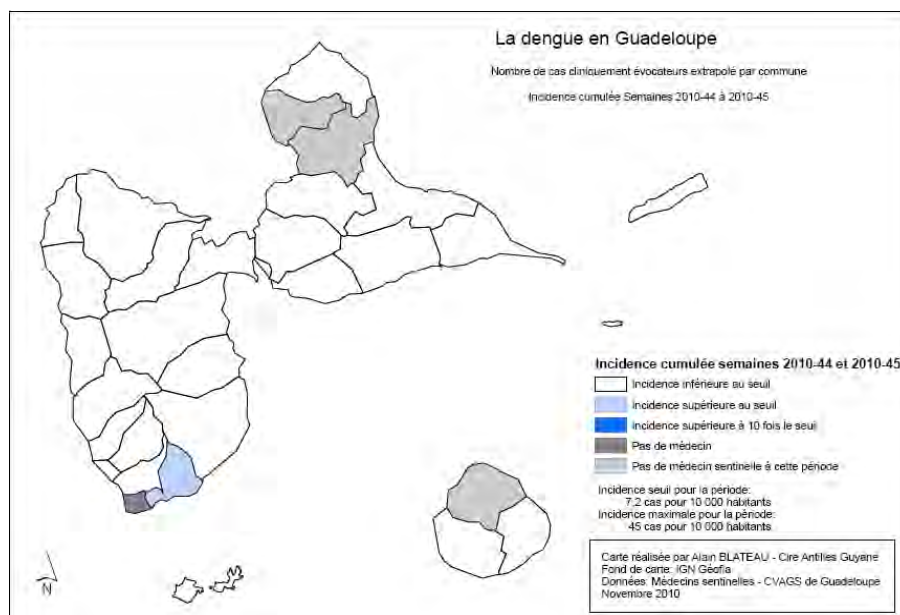 La dengue en Guadeloupe
Nombre de cas cliniquement évocateurs extrapolé par commune
Incidence cumulée Semaines 2010-44 à 2010-45
Incidence cumulée semaines 2010-44 et 2010-45
Incidence inférieure au seuil
Incidence supérieure au seuil
Incidence supérieure à 10 fois le seuil
Pas de médecin
Pas de médecin sentinelle à cette période
Incidence seuil pour la période:
7,2 cas pour 10 000 habitants
Incidence maximale pour la période:
45 cas pour 10 000 habitants
Carte réalisée par Alain BLATEAU - Cire Antilles Guyane
Fond de carte: IGN Géofla
Données: Médecins sentinelles - CVAGS de Guadeloupe
Novembre 2010
N